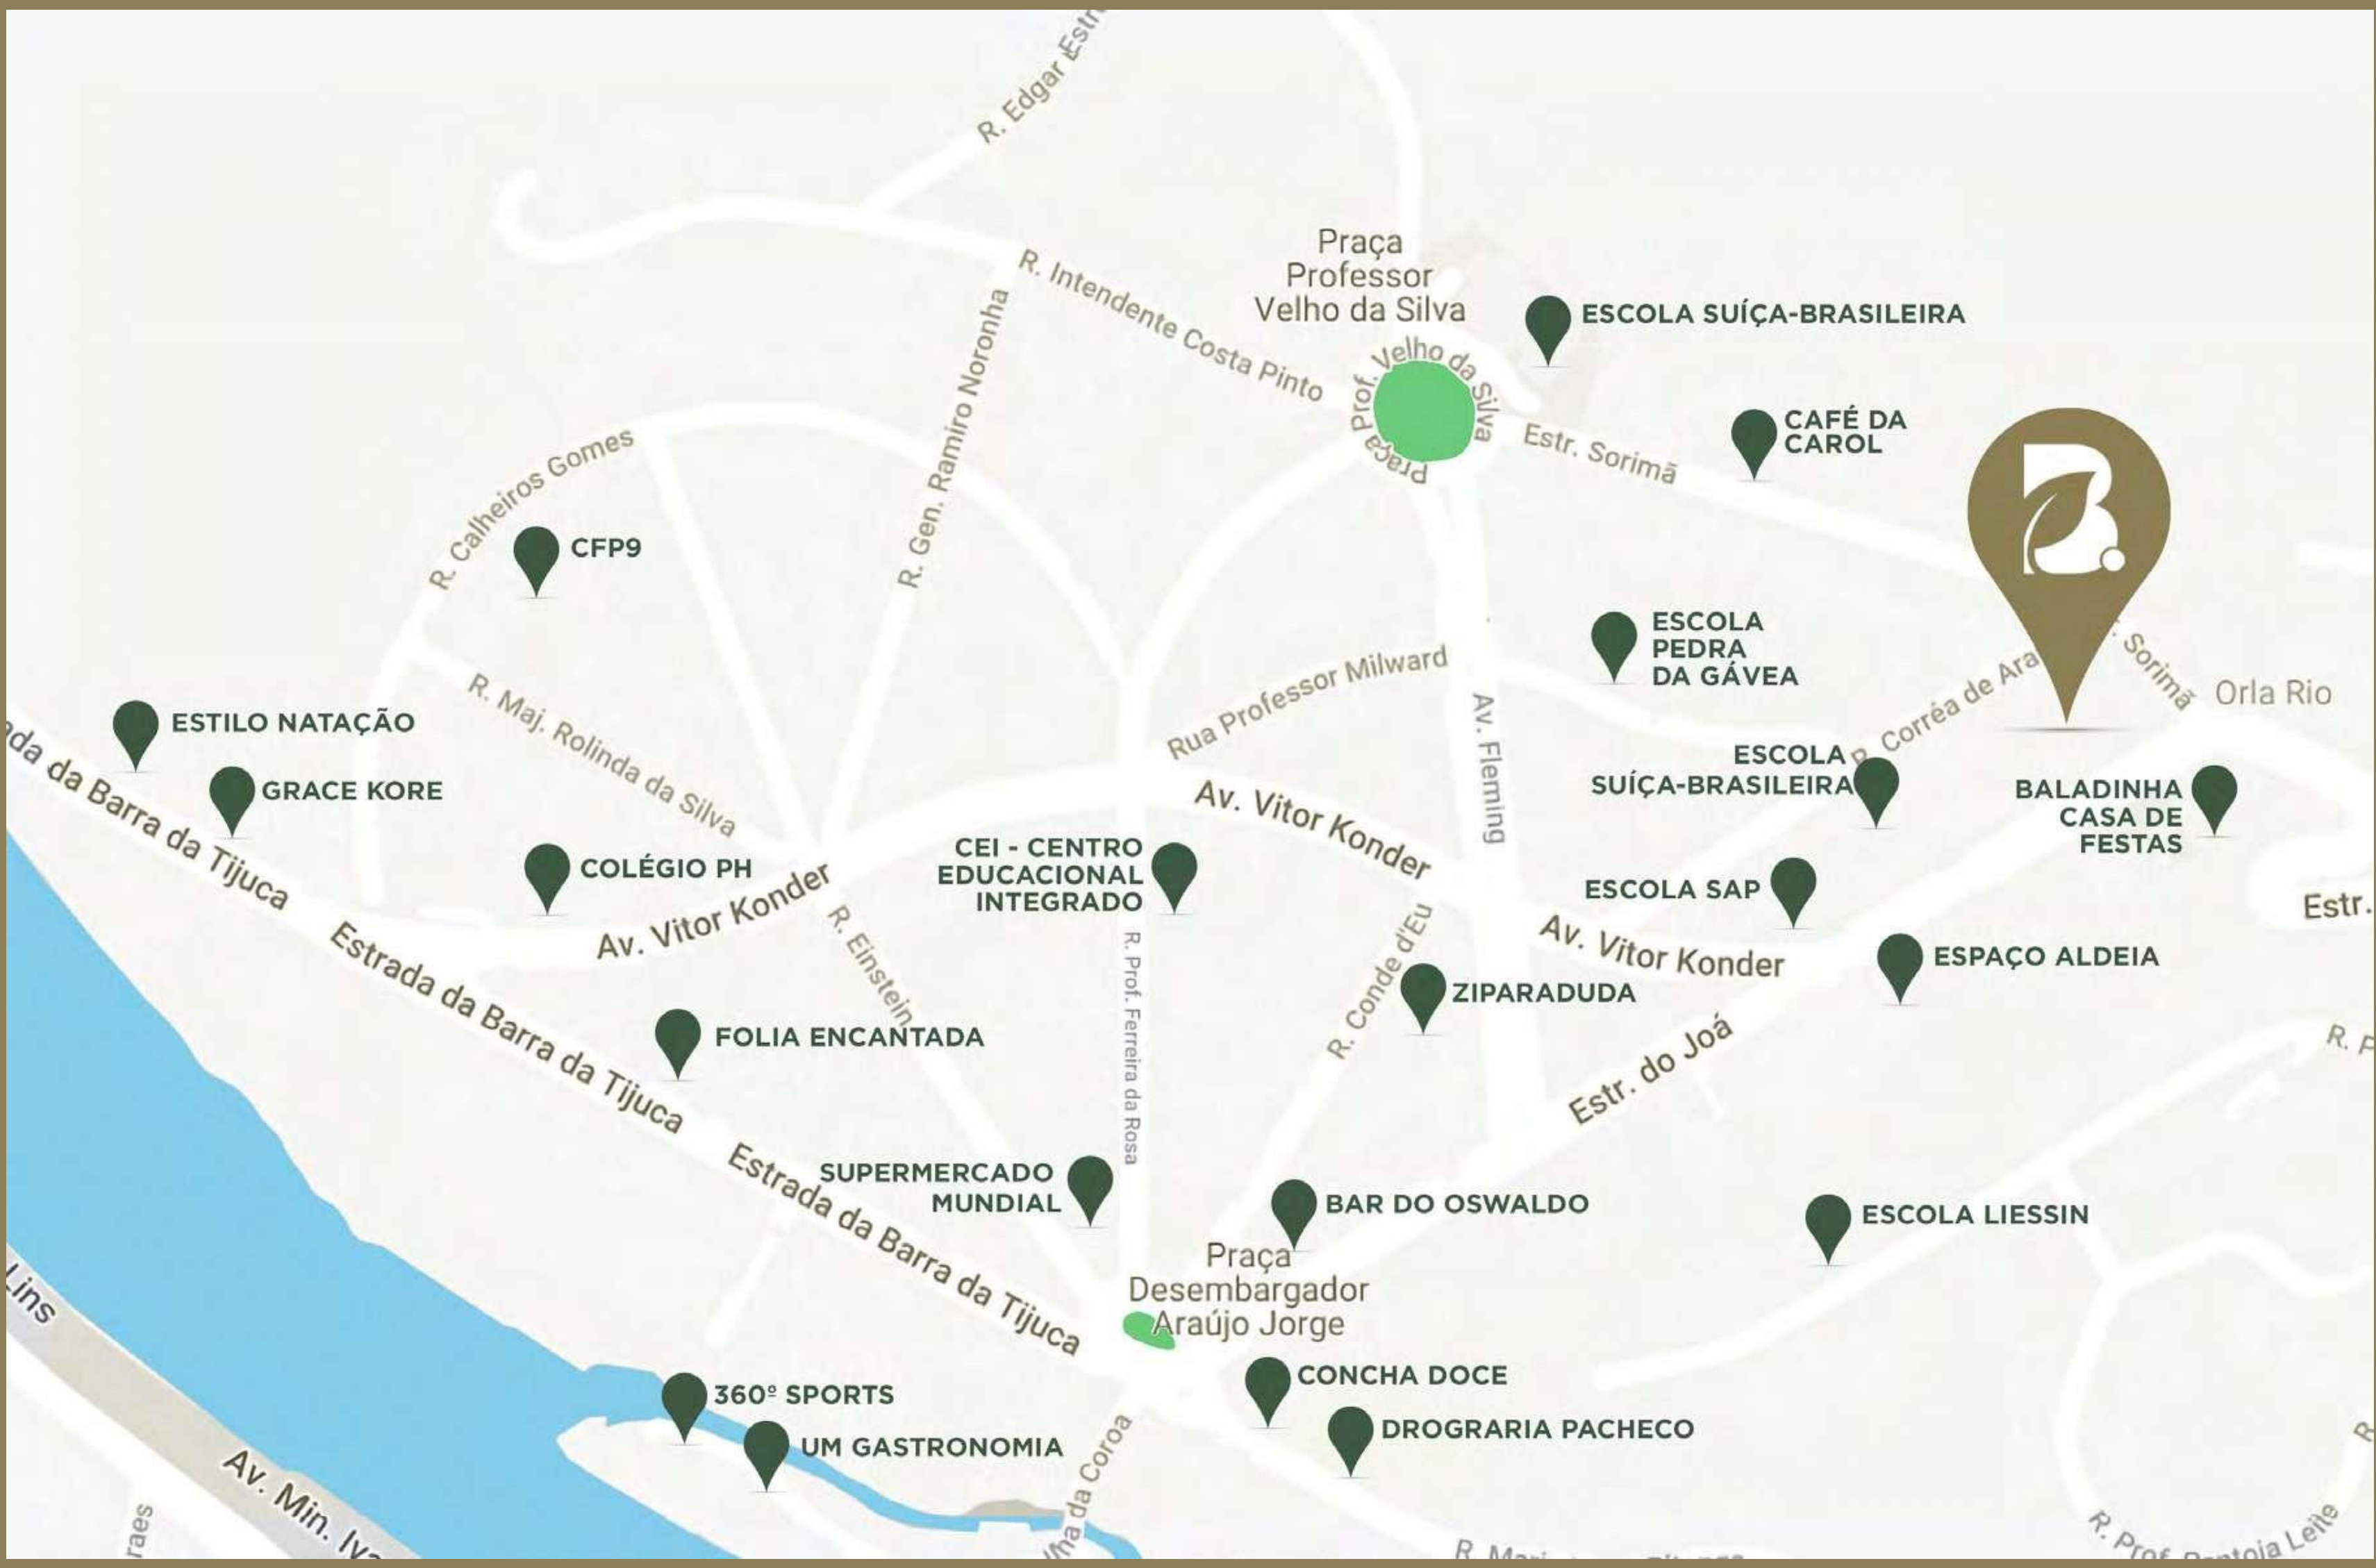 R. Edgar
Praça
Professor
Velho da Silva
R. Intendente Costa Pinto
R. Gen. Ramiro Noronha
Praça Prof. Velho da Silva
ESCOLA SUÍÇA-BRASILEIRA
Estr. Sorimã
CAFÉ DA
CAROL
B.
R. Calheiros Gomes
CFP9
ESCOLA
PEDRA
DA GÁVEA
Rua Professor Milward
Av. Fleming
R. Corrêa de Ara
Sorimã
Orla Rio
R. Maj. Rolinda da Silva
ESTILO NATAÇÃO
GRACE KORE
da da Barra da Tijuca
COLÉGIO PH
Av. Vitor Konder
CEI - CENTRO
EDUCACIONAL
INTEGRADO
Av. Vitor Konder
ESCOLA
SUÍÇA-BRASILEIRA
BALADINHA
CASA DE
FESTAS
ESCOLA SAP
Estr.
Av. Vitor Konder
ESPAÇO ALDEIA
Estrada da Barra da Tijuca
R. Einstein
R. Prof. Ferreira da Rosa
R. Conde d'Eu
ZIPARADUDA
FOLIA ENCANTADA
Estr. do Joá
Estrada da Barra da Tijuca
SUPERMERCADO
MUNDIAL
BAR DO OSWALDO
ESCOLA LIESSIN
Praça
Desembargador
Araújo Jorge
Lins
360º SPORTS
UM GASTRONOMIA
CONCHA DOCE
DROGRARIA PACHECO
Av. Min.
raes
da Coroa
R. Prof.
Leite